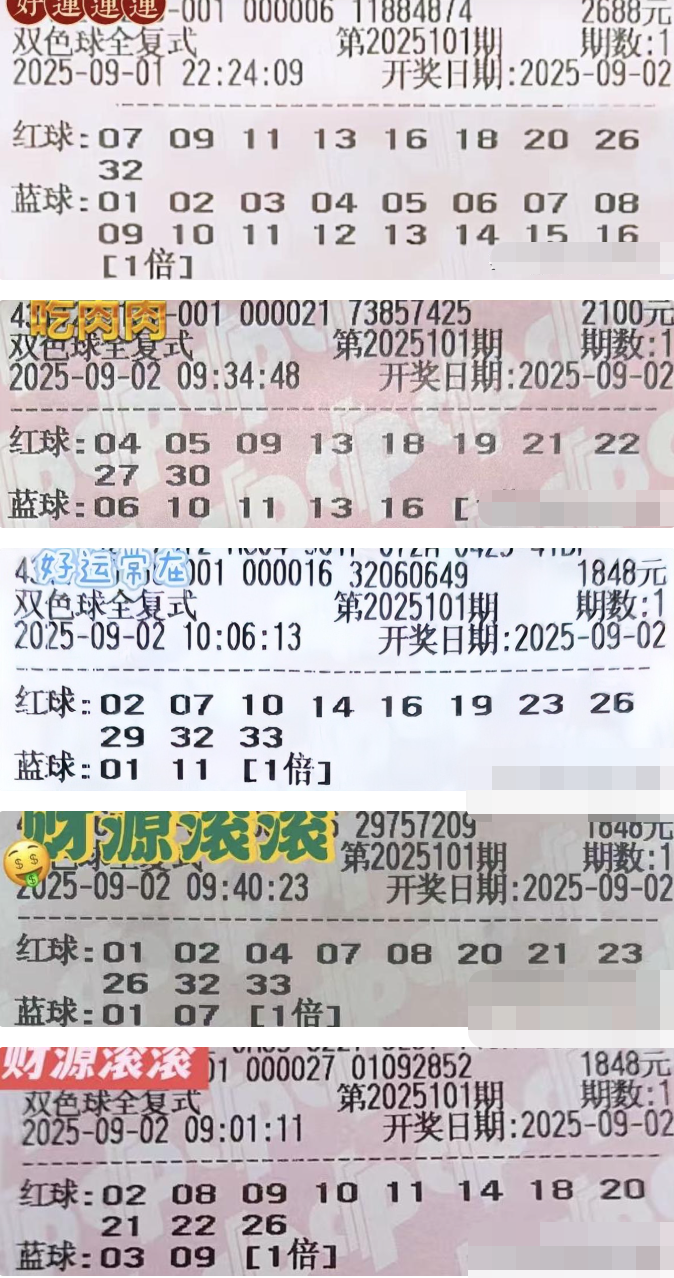 好運運連
-001 000006 11884874 2688元
双色球全复式 第2025101期 期数:1
2025-09-01 22:24:09 开奖日期:2025-09-02
红球:07 09 11 13 16 18 20 26
32
蓝球:01 02 03 04 05 06 07 08
09 10 11 12 13 14 15 16
[1倍]
吃肉肉
-001 000021 73857425 2100元
双色球全复式 第2025101期 期数:1
2025-09-02 09:34:48 开奖日期:2025-09-02
红球:04 05 09 13 18 19 21 22
27 30
蓝球:06 10 11 13 16 [
好运常在
001 000016 32060649 1848元
双色球全复式 第2025101期 期数:1
2025-09-02 10:06:13 开奖日期:2025-09-02
红球:02 07 10 14 16 19 23 26
29 32 33
蓝球:01 11 [1倍]
财源滚滚
29757209 1848元
色球全复式 第2025101期 期数:1
2025-09-02 09:40:23 开奖日期:2025-09-02
红球:01 02 04 07 08 20 21 23
26 32 33
蓝球:01 07 [1倍]
财源滚滚
01 000027 01092852 1848元
双色球全复式 第2025101期 期数:1
2025-09-02 09:01:11 开奖日期:2025-09-02
红球:02 08 09 10 11 14 18 20
21 22 26
蓝球:03 09 [1倍]